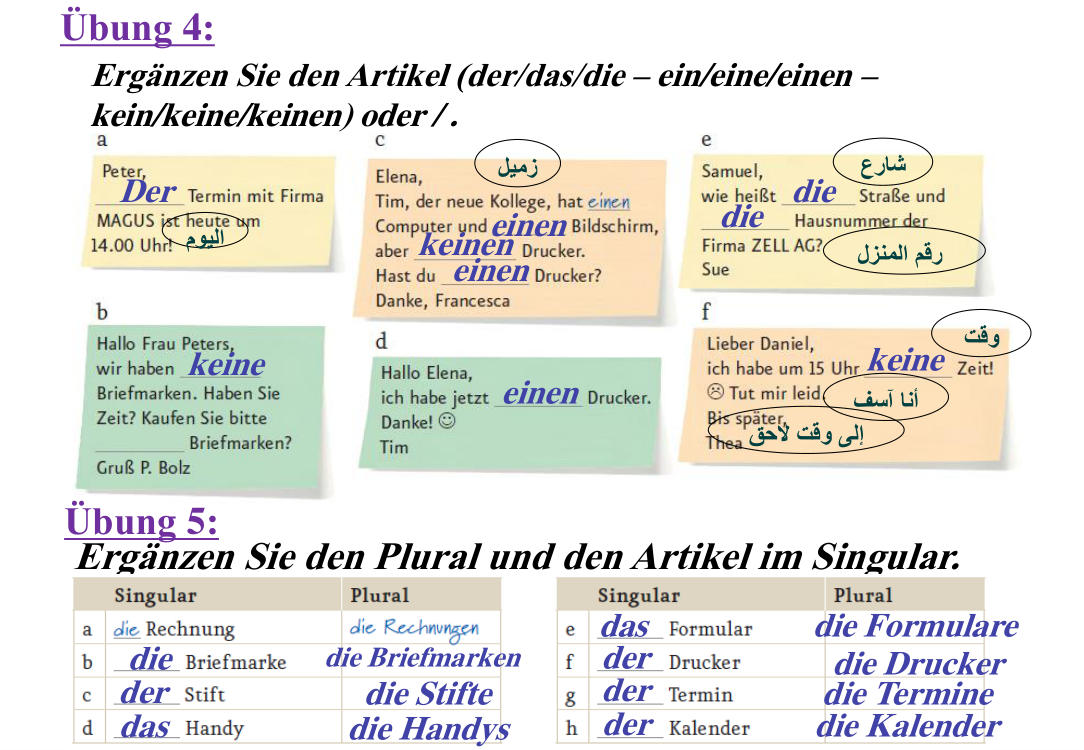 Übung 4:
Ergänzen Sie den Artikel (der/das/die – ein/eine/einen –
kein/keine/keinen) oder / .
a
Peter,
Der Termin mit Firma
MAGUS ist heute um
14.00 Uhr!
اليوم
b
Hallo Frau Peters,
wir haben keine
Briefmarken. Haben Sie
Zeit? Kaufen Sie bitte
__________ Briefmarken?
Gruß P. Bolz
c
زميل
Elena,
Tim, der neue Kollege, hat einen
Computer und einen Bildschirm,
aber keinen Drucker.
Hast du einen Drucker?
Danke, Francesca
d
Hallo Elena,
ich habe jetzt einen Drucker.
Danke! ☺
Tim
e
شارع
Samuel,
wie heißt die Straße und
die Hausnummer der
Firma ZELL AG?
رقم المنزل
Sue
f
وقت
Lieber Daniel,
ich habe um 15 Uhr keine Zeit!
☹ Tut mir leid.
أنا آسف
Bis später,
إلى وقت لاحق
Thea
Übung 5:
Ergänzen Sie den Plural und den Artikel im Singular.
Singular Plural
a die Rechnung die Rechnungen
b die Briefmarke die Briefmarken
c der Stift die Stifte
d das Handy die Handys
Singular Plural
e das Formular die Formulare
f der Drucker die Drucker
g der Termin die Termine
h der Kalender die Kalender